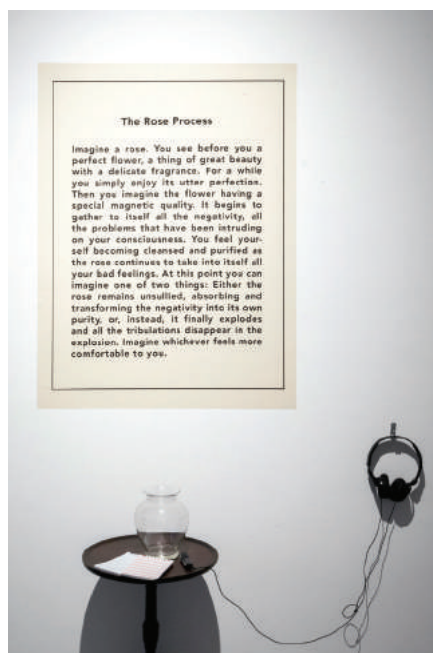 The Rose Process
Imagine a rose. You see before you a
perfect flower, a thing of great beauty
with a delicate fragrance. For a while
you simply enjoy its utter perfection.
Then you imagine the flower having a
special magnetic quality. It begins to
gather to itself all the negativity, all
the problems that have been intruding
on your consciousness. You feel your-
self becoming cleansed and purified as
the rose continues to take into itself all
your bad feelings. At this point you can
imagine one of two things: Either the
rose remains unsullied, absorbing and
transforming the negativity into its own
purity, or, instead, it finally explodes
and all the tribulations disappear in the
explosion. Imagine whichever feels more
comfortable to you.